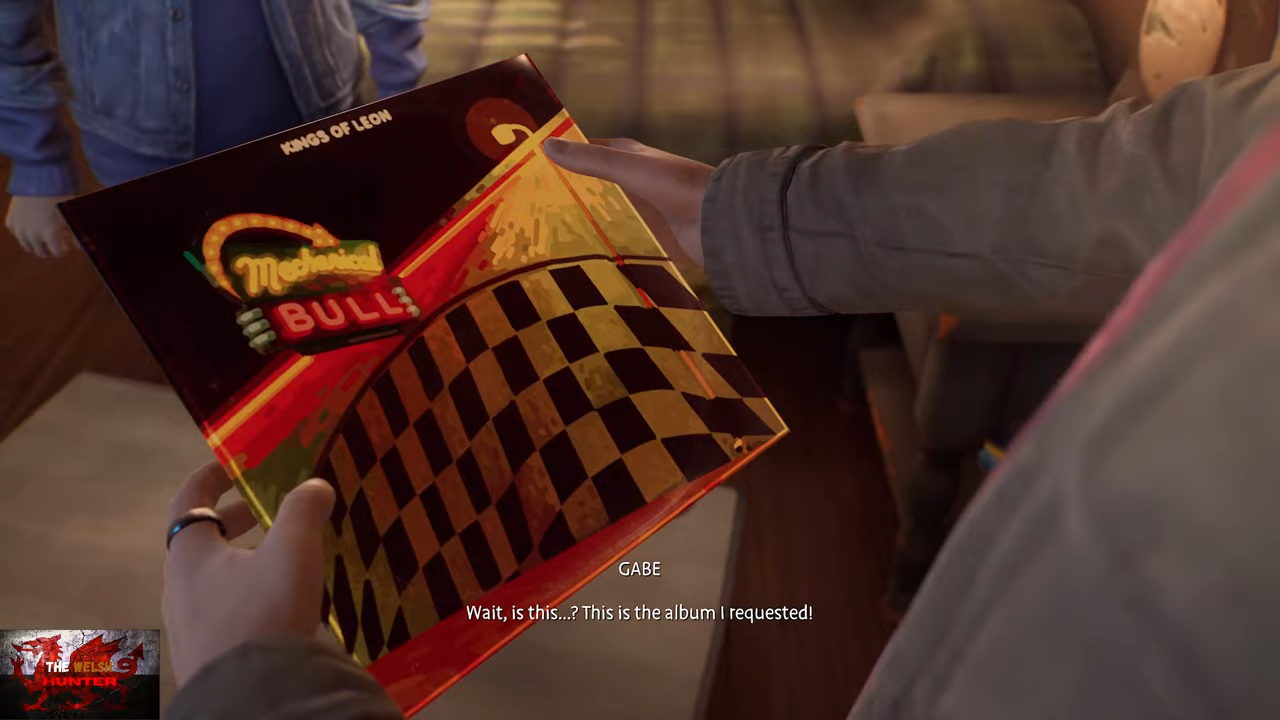 KINGS OF LEON
Mechanical
BULL
GABE
Wait, is this...? This is the album I requested!
THE WELSH
HUNTER